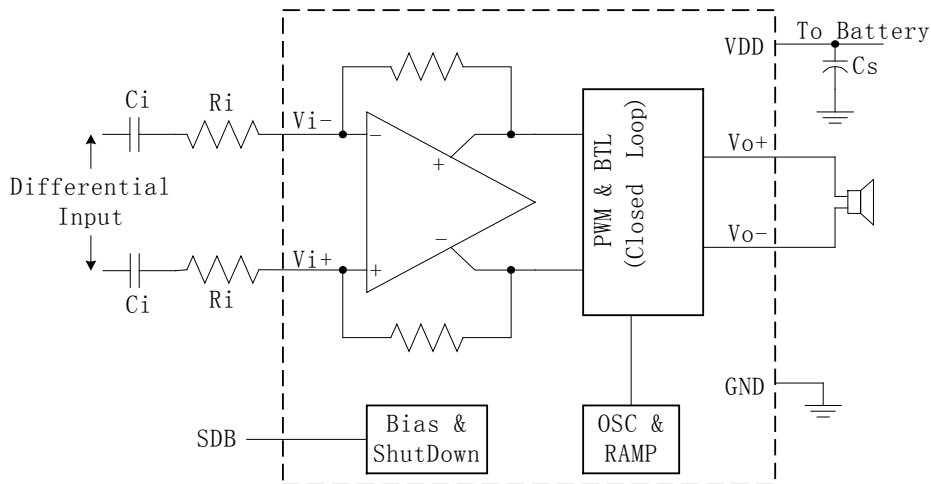 To Battery
VDD
Cs
Ci
Ri
Vi-
−
+
Vo+
Differential
Input
PWM & BTL
(Closed Loop)
−
Vo-
Vi+
+
Ci
Ri
GND
SDB
Bias &
ShutDown
OSC &
RAMP